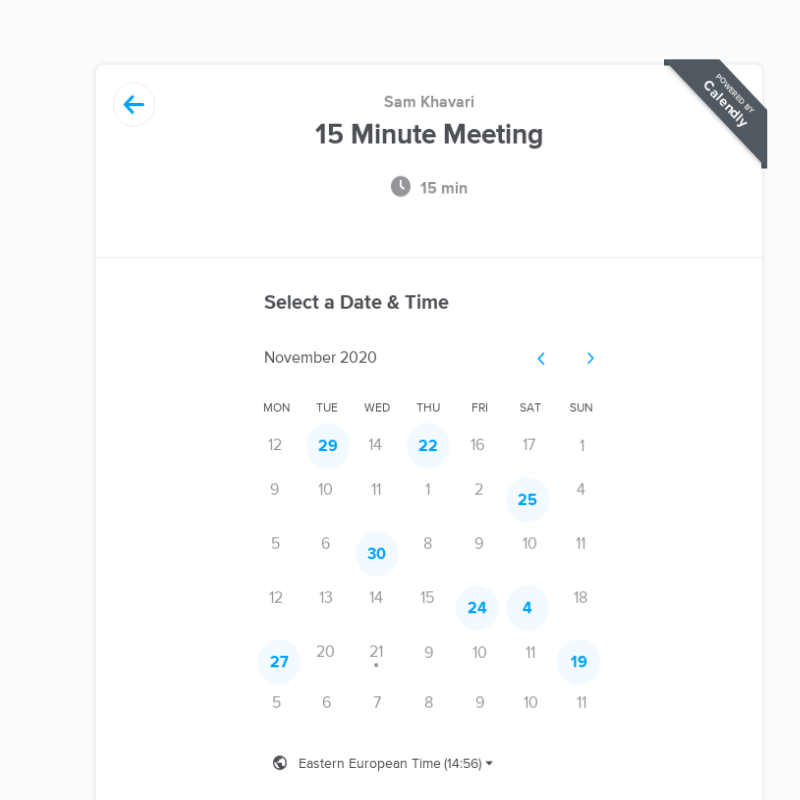 Sam Khavari
15 Minute Meeting
POWERED BY
Calendly
15 min
Select a Date & Time
November 2020
MON TUE WED THU FRI SAT SUN
12 29 14 22 16 17 1
9 10 11 1 2 25 4
5 6 30 8 9 10 11
12 13 14 15 24 4 18
27 20 21 9 10 11 19
5 6 7 8 9 10 11
Eastern European Time (14:56)